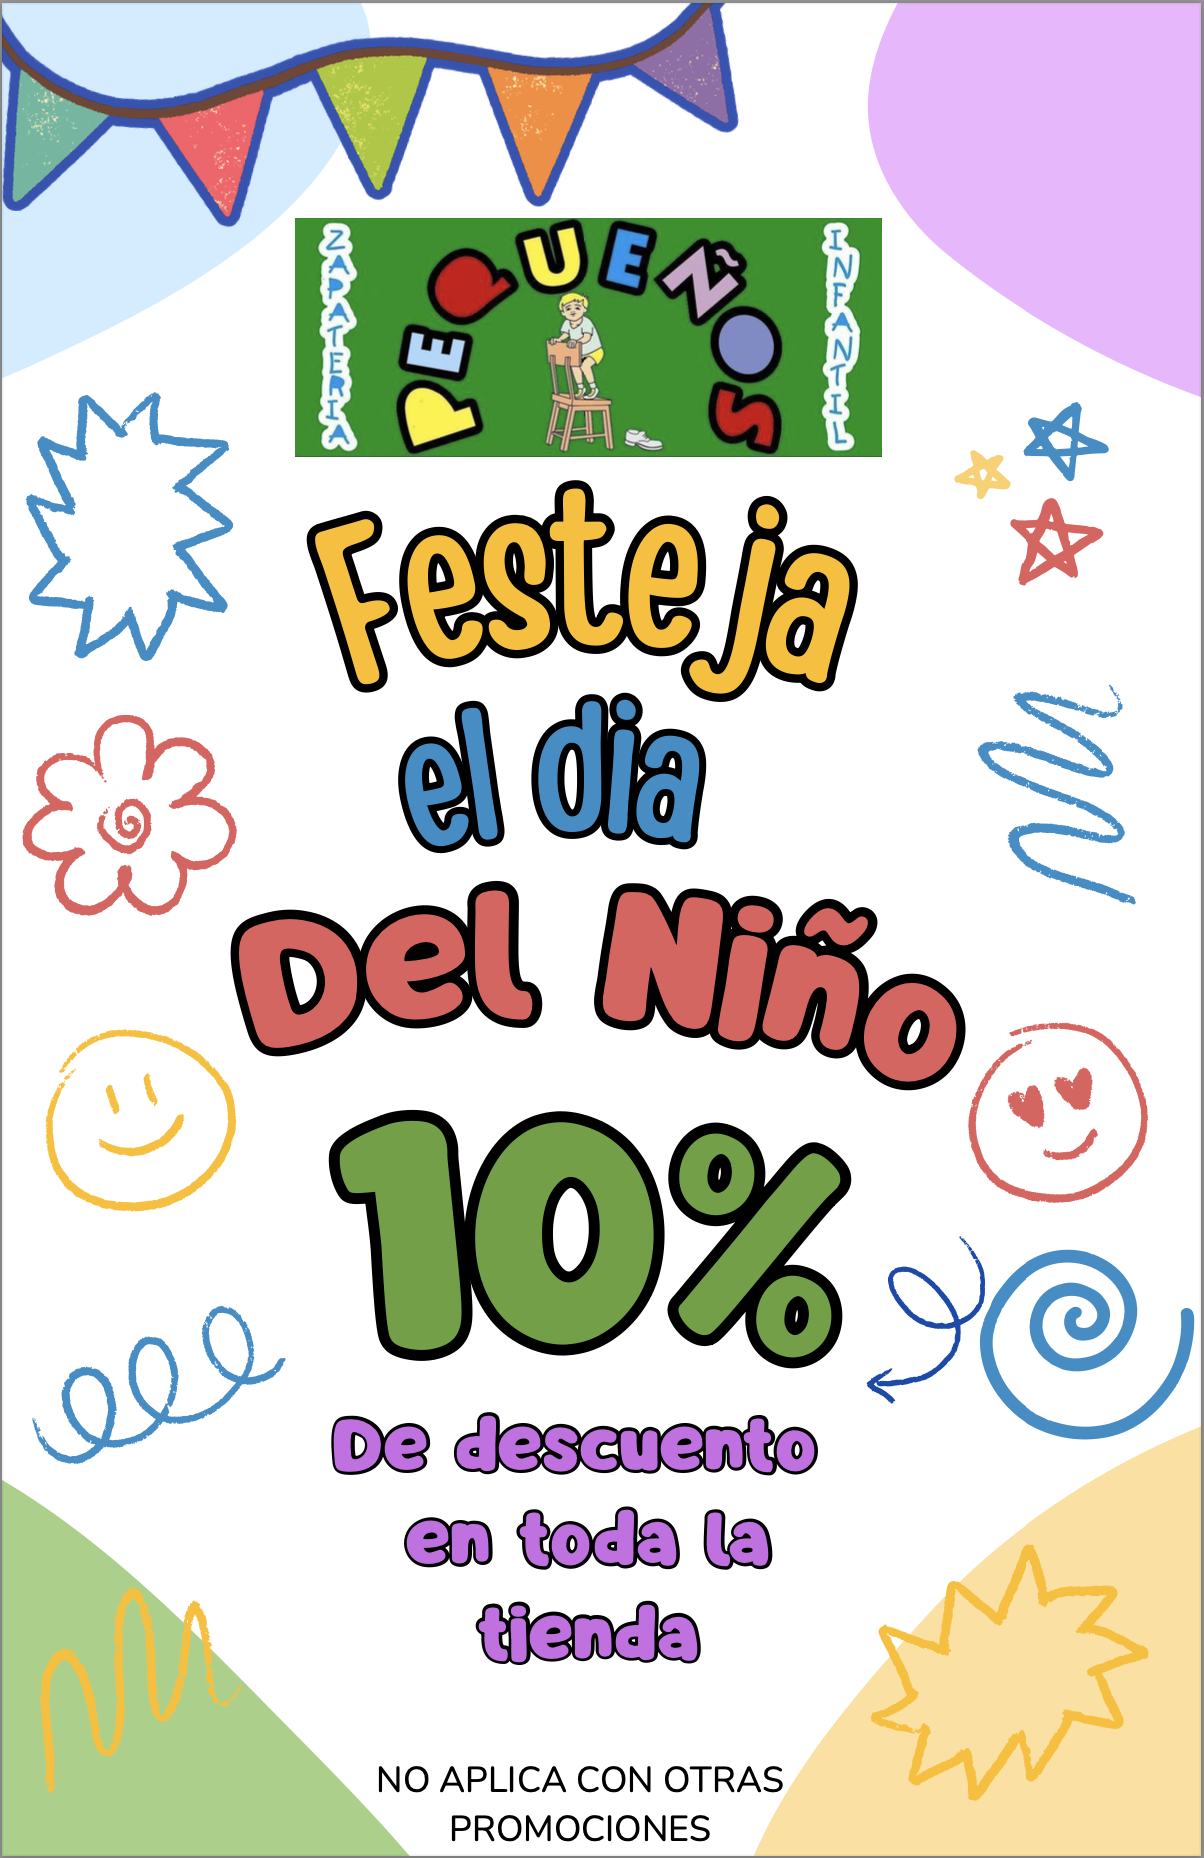 ZAPATERIA
PEQUEÑOS
INFANTIL
Festeja
el dia
Del Niño
10%
De descuento
en toda la
tienda
NO APLICA CON OTRAS
PROMOCIONES